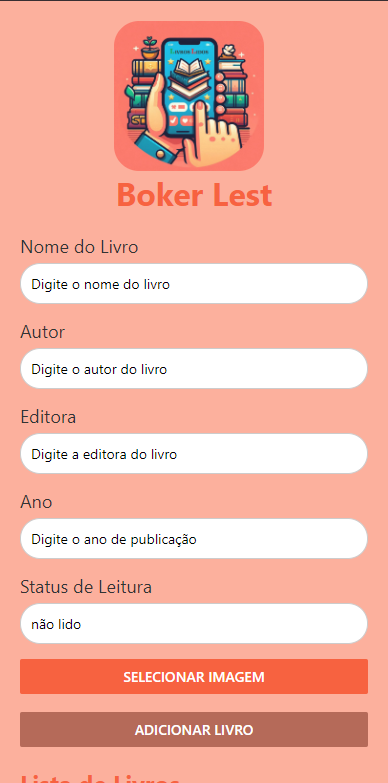 Boker Lest
Nome do Livro
Digite o nome do livro
Autor
Digite o autor do livro
Editora
Digite a editora do livro
Ano
Digite o ano de publicação
Status de Leitura
não lido
SELECIONAR IMAGEM
ADICIONAR LIVRO
Lista de Livros